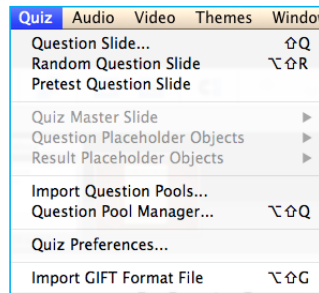 Quiz Audio Video Themes Windo
Question Slide... ⇧Q
Random Question Slide ⌥⇧R
Pretest Question Slide
Quiz Master Slide ▶
Question Placeholder Objects ▶
Result Placeholder Objects ▶
Import Question Pools...
Question Pool Manager... ⌥⇧Q
Quiz Preferences...
Import GIFT Format File ⌥⇧G